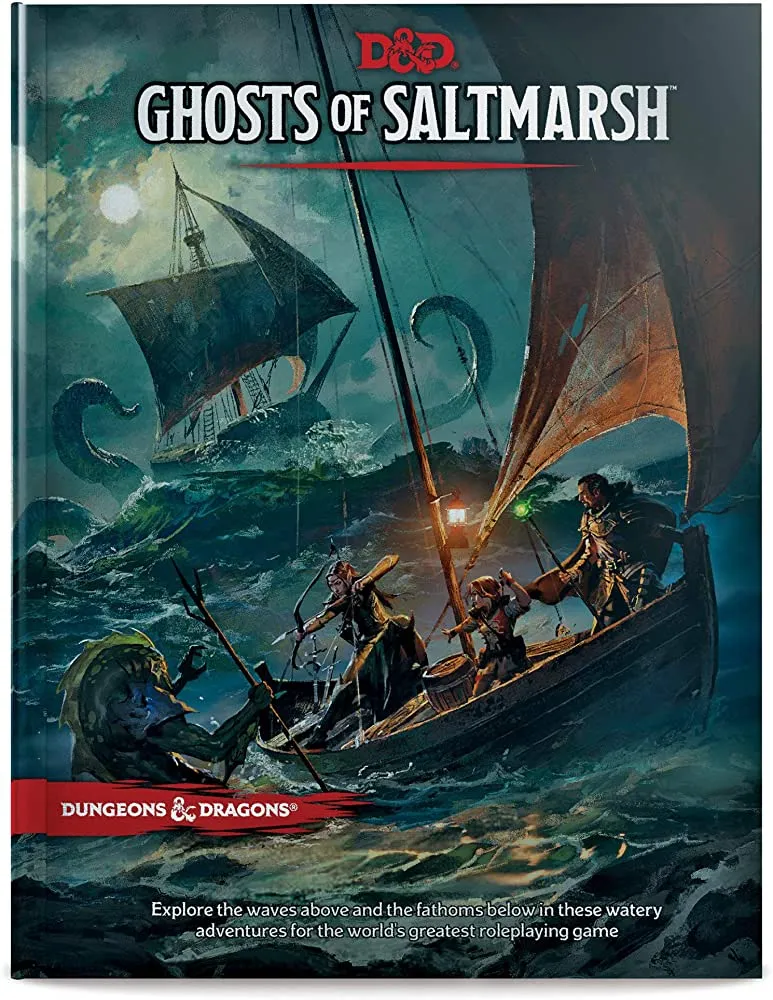 D&D®
GHOSTS OF SALTMARSH™
DUNGEONS & DRAGONS®
Explore the waves above and the fathoms below in these watery
adventures for the world's greatest roleplaying game